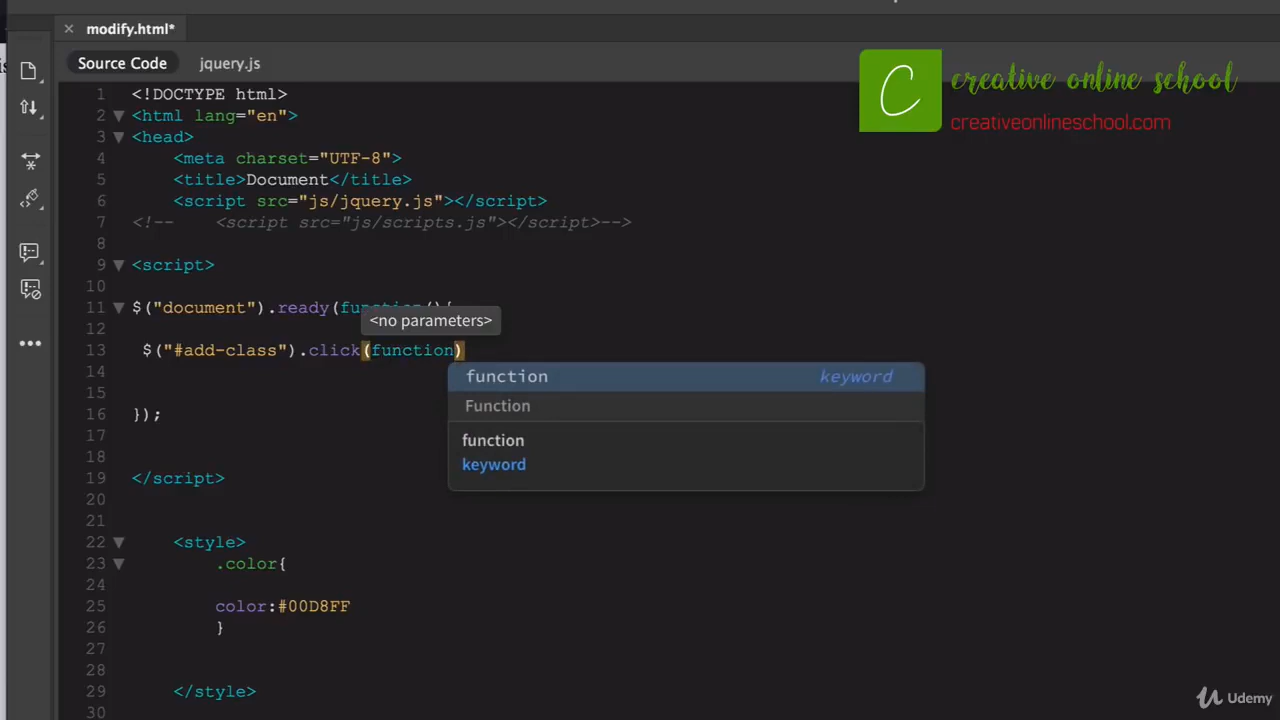 modify.html*
Source Code jquery.js
C creative online school
creativeonlineschool.com
1 <!DOCTYPE html>
2 <html lang="en">
3 <head>
4 <meta charset="UTF-8">
5 <title>Document</title>
6 <script src="js/jquery.js"></script>
7 <!-- <script src="js/scripts.js"></script>-->
8
9 <script>
10
11 $("document").ready(function(){
<no parameters>
12
13 $("#add-class").click(function)
14
function keyword
Function
function
keyword
15
16 });
17
18
19 </script>
20
21
22 <style>
23 .color{
24
25 color:#00D8FF
26 }
27
28
29 </style>
30
Udemy